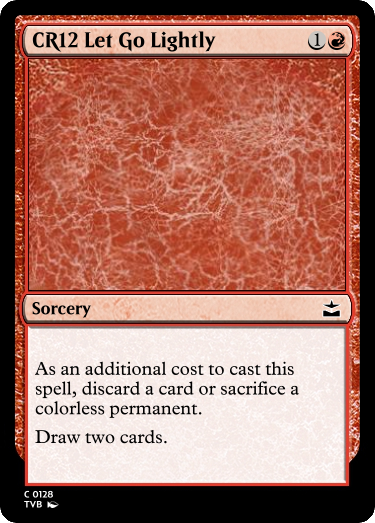 CR12 Let Go Lightly 1
Sorcery
As an additional cost to cast this
spell, discard a card or sacrifice a
colorless permanent.
Draw two cards.
C 0128
TVB